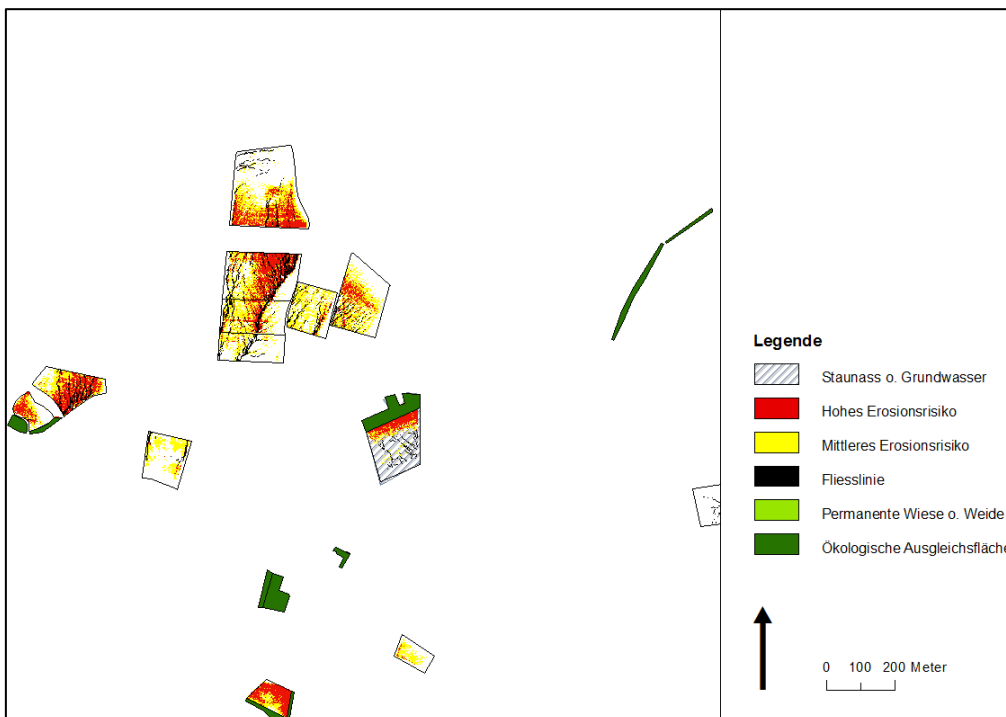 Legende
Staunass o. Grundwasser
Hohes Erosionsrisiko
Mittleres Erosionsrisiko
Fliesslinie
Permanente Wiese o. Weide
Ökologische Ausgleichsfläche
0 100 200 Meter